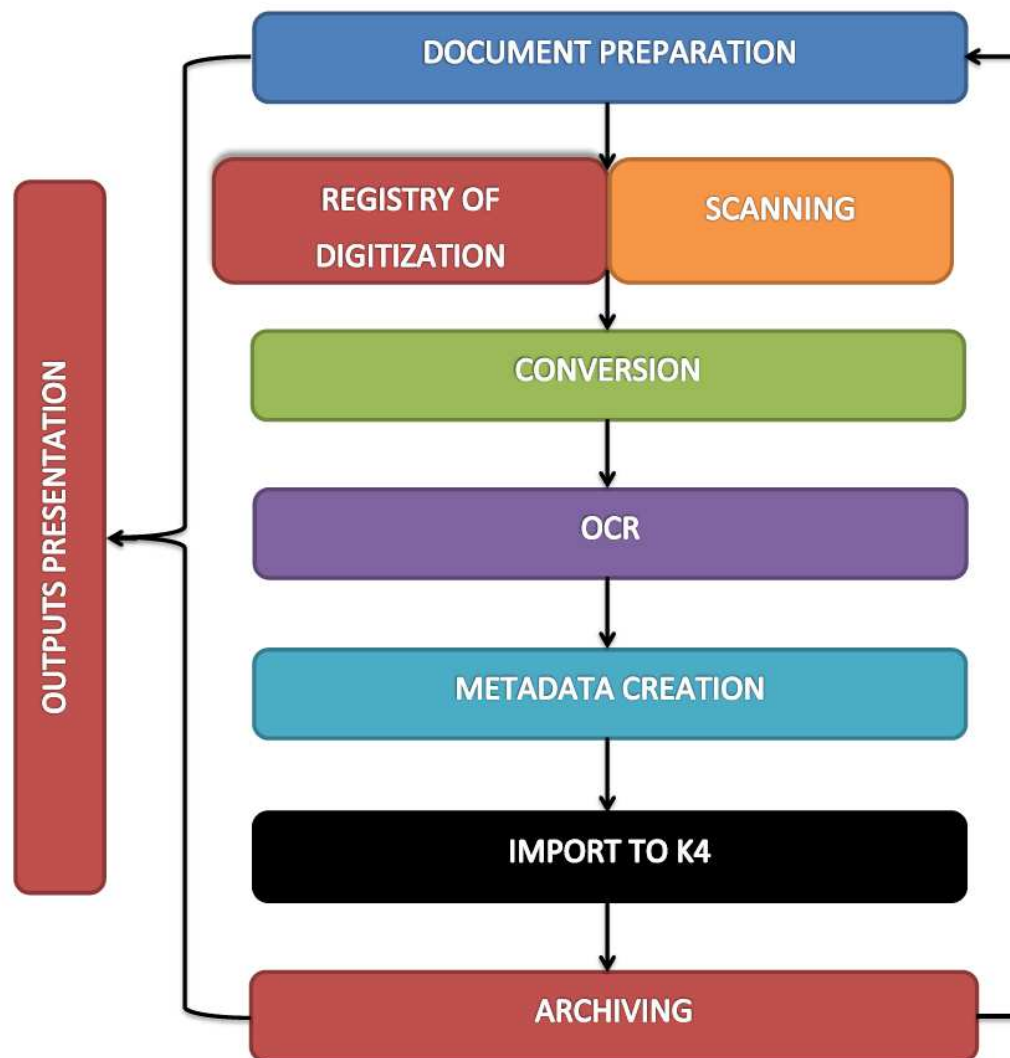 DOCUMENT PREPARATION
REGISTRY OF
DIGITIZATION
SCANNING
CONVERSION
OCR
METADATA CREATION
IMPORT TO K4
ARCHIVING
OUTPUTS PRESENTATION